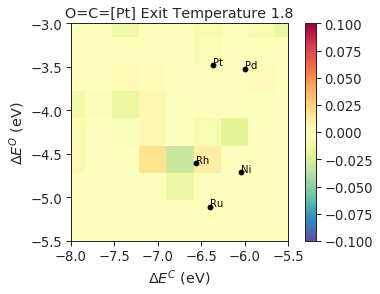 O=C=[Pt] Exit Temperature 1.8
−3.0
−3.5
−4.0
−4.5
−5.0
−5.5
ΔE^O (eV)
Pt
Pd
Rh
Ni
Ru
−8.0 −7.5 −7.0 −6.5 −6.0 −5.5
ΔE^C (eV)
0.100
0.075
0.050
0.025
0.000
−0.025
−0.050
−0.075
−0.100